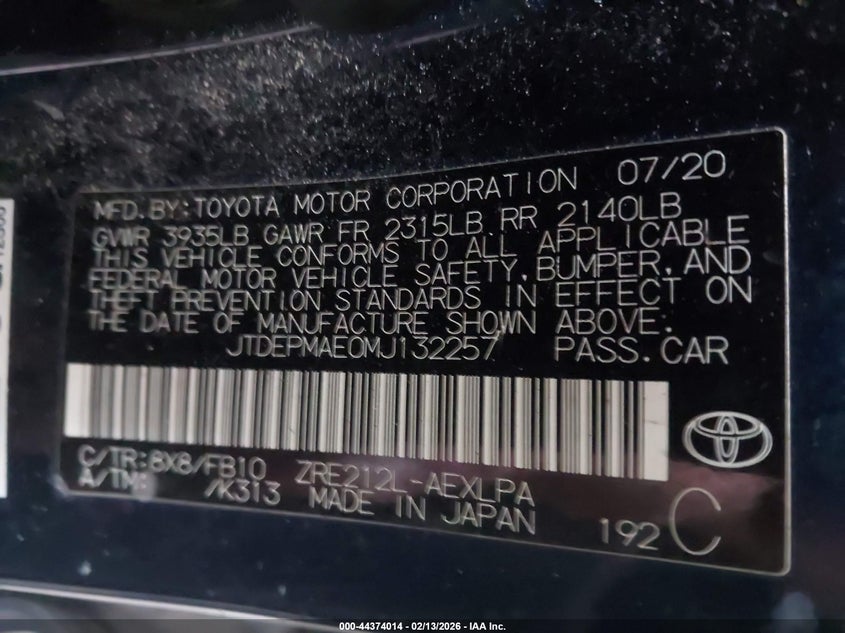 MFD.BY:TOYOTA MOTOR CORPORATION 07/20
GVWR 3935LB GAWR FR 2315LB RR 2140LB
THIS VEHICLE CONFORMS TO ALL APPLICABLE
FEDERAL MOTOR VEHICLE SAFETY,BUMPER,AND
THEFT PREVENTION STANDARDS IN EFFECT ON
THE DATE OF MANUFACTURE SHOWN ABOVE.
JTDEPMAE0MJ132257 PASS.CAR
C/TR:8X8/FB10 ZRE212L-AEXLPA
A/TM: /K313 MADE IN JAPAN
192 C
000-44374014 | 02/13/2026 - IAA Inc.